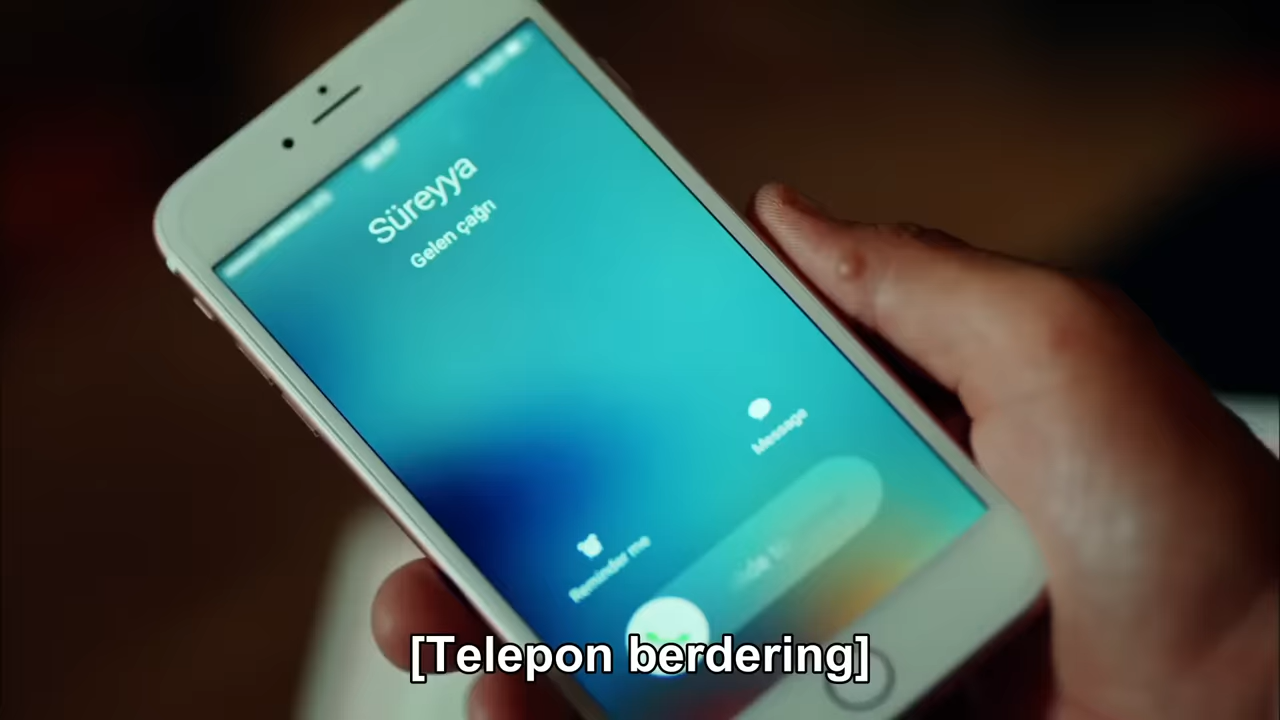 Süreyya
Gelen çağrı
Message
Reminder me
[Telepon berdering]